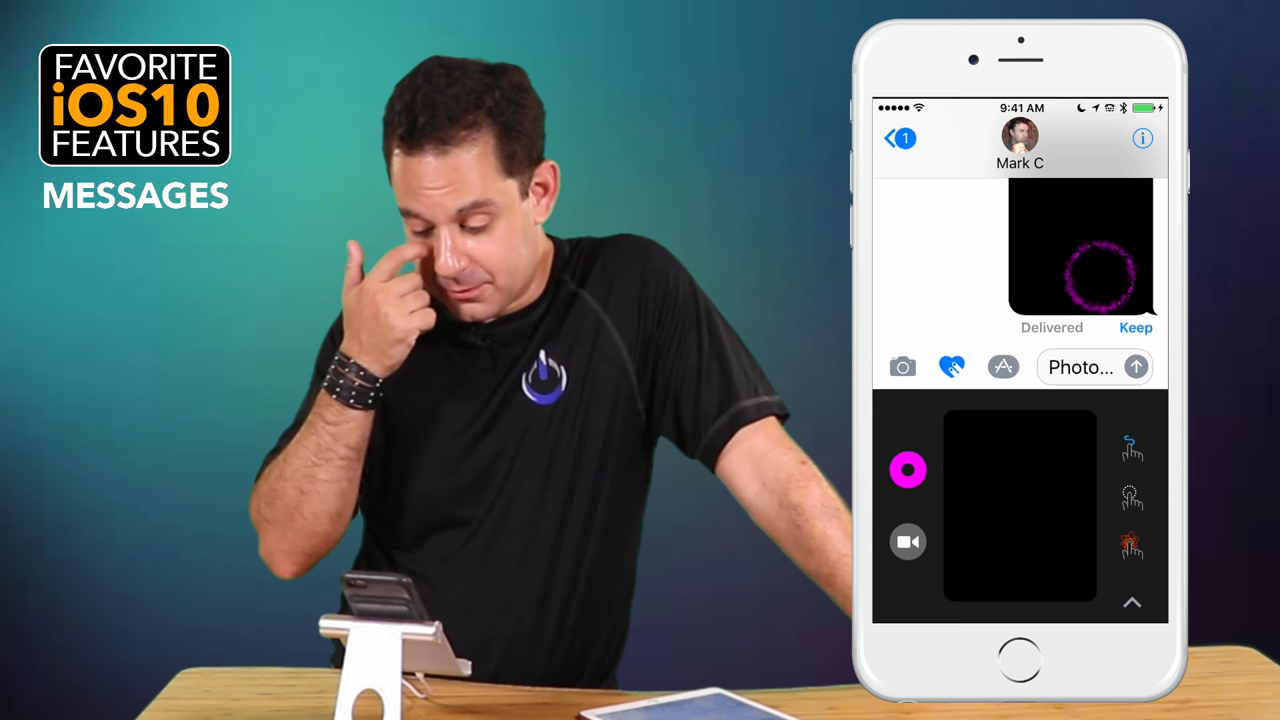 FAVORITE
iOS10
FEATURES
MESSAGES
9:41 AM
1
Mark C
Delivered Keep
Photo...